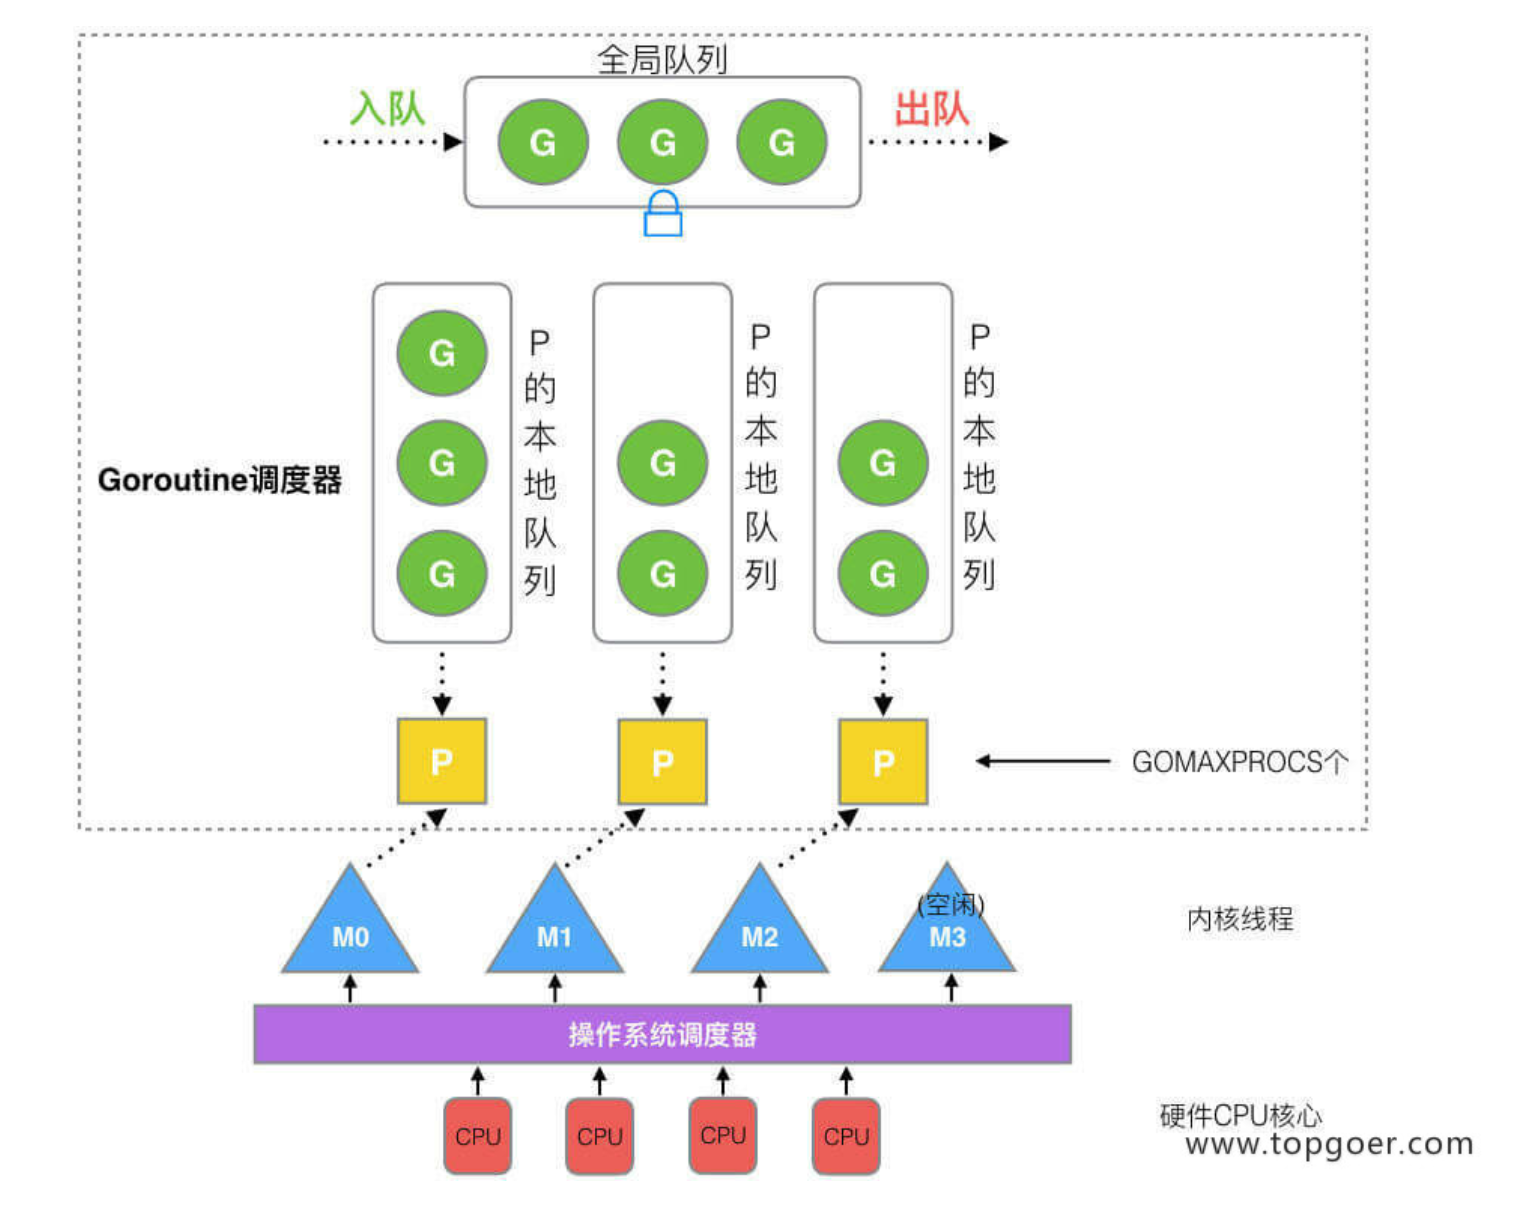 全局队列
入队
出队
G G G
G
G G G
G G G
P的本地队列
P的本地队列
P的本地队列
Goroutine调度器
P P P
GOMAXPROCS个
(空闲)
M0 M1 M2 M3
内核线程
操作系统调度器
CPU CPU CPU CPU
硬件CPU核心
www.topgoer.com